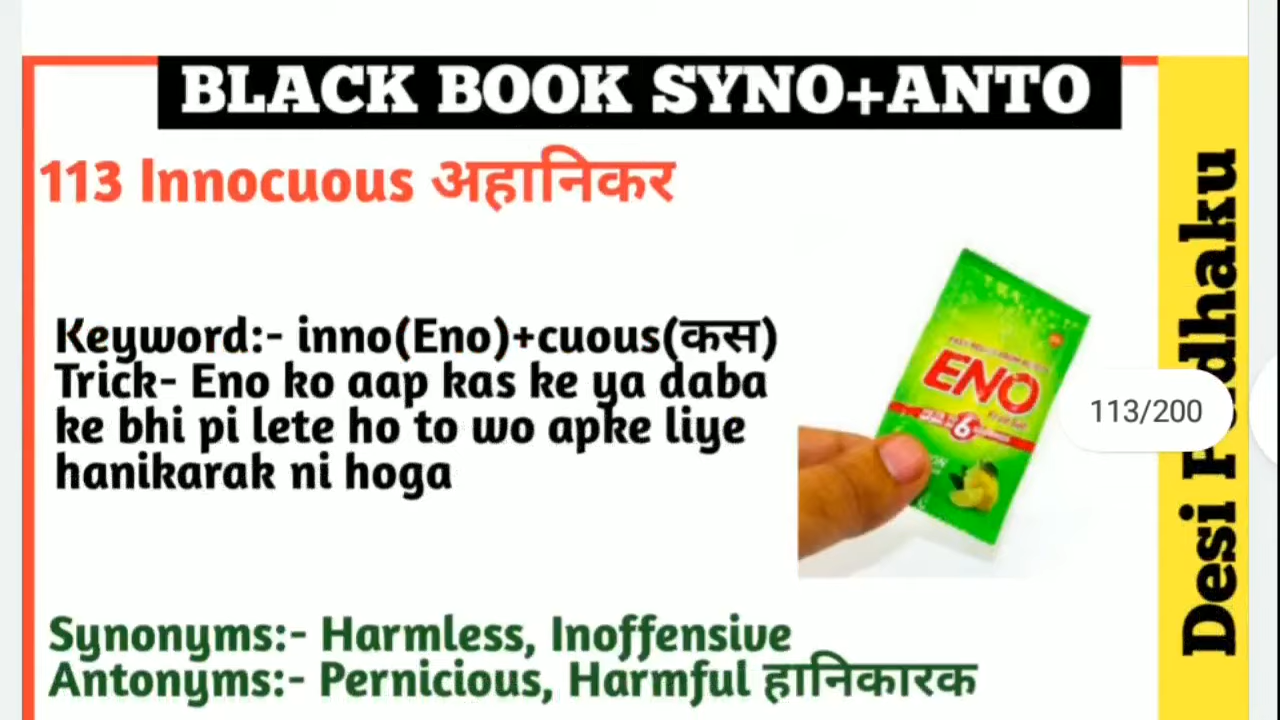 BLACK BOOK SYNO+ANTO
113 Innocuous अहानिकर
Keyword:- inno(Eno)+cuous(कस)
Trick- Eno ko aap kas ke ya daba
ke bhi pi lete ho to wo apke liye
hanikarak ni hoga
ENO
6
113/200
Desi Padhaku
Synonyms:- Harmless, Inoffensive
Antonyms:- Pernicious, Harmful हानिकारक